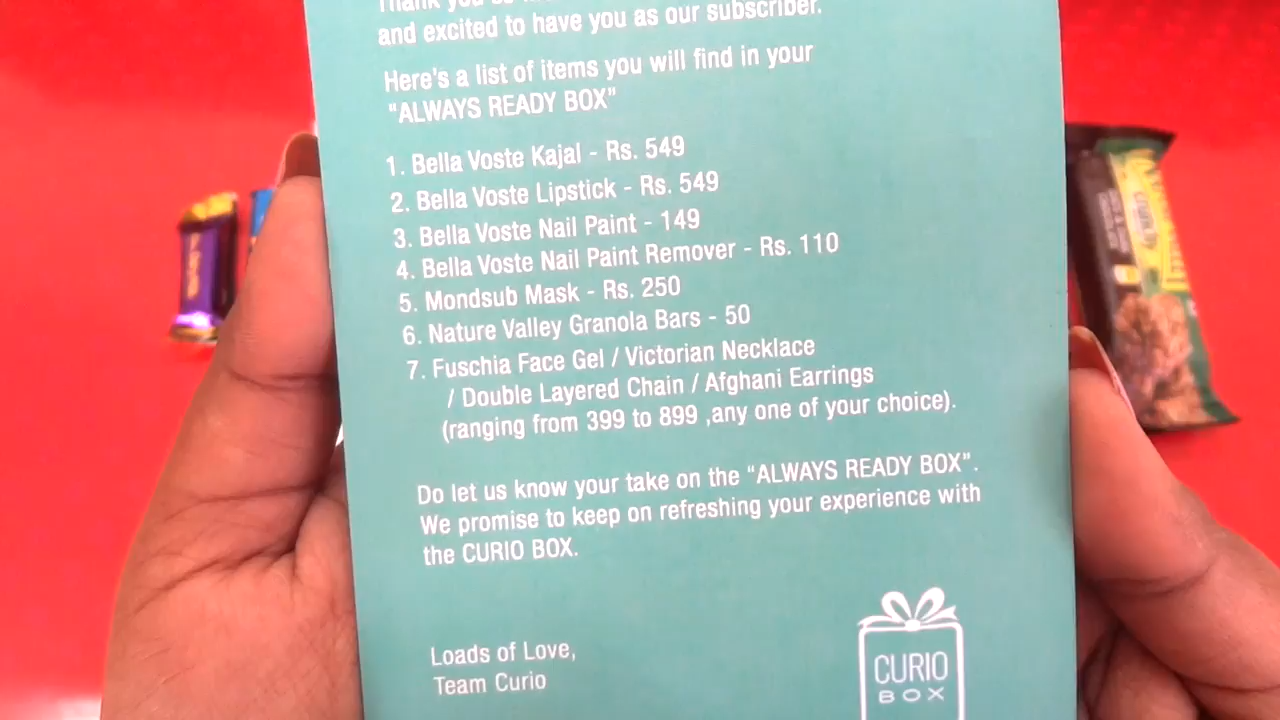 Thank you so
and excited to have you as our subscriber.
Here's a list of items you will find in your
"ALWAYS READY BOX"
1. Bella Voste Kajal - Rs. 549
2. Bella Voste Lipstick - Rs. 549
3. Bella Voste Nail Paint - 149
4. Bella Voste Nail Paint Remover - Rs. 110
5. Mondsub Mask - Rs. 250
6. Nature Valley Granola Bars - 50
7. Fuschia Face Gel / Victorian Necklace
/ Double Layered Chain / Afghani Earrings
(ranging from 399 to 899 ,any one of your choice).
Do let us know your take on the "ALWAYS READY BOX".
We promise to keep on refreshing your experience with
the CURIO BOX.
Loads of Love,
Team Curio
CURIO
BOX